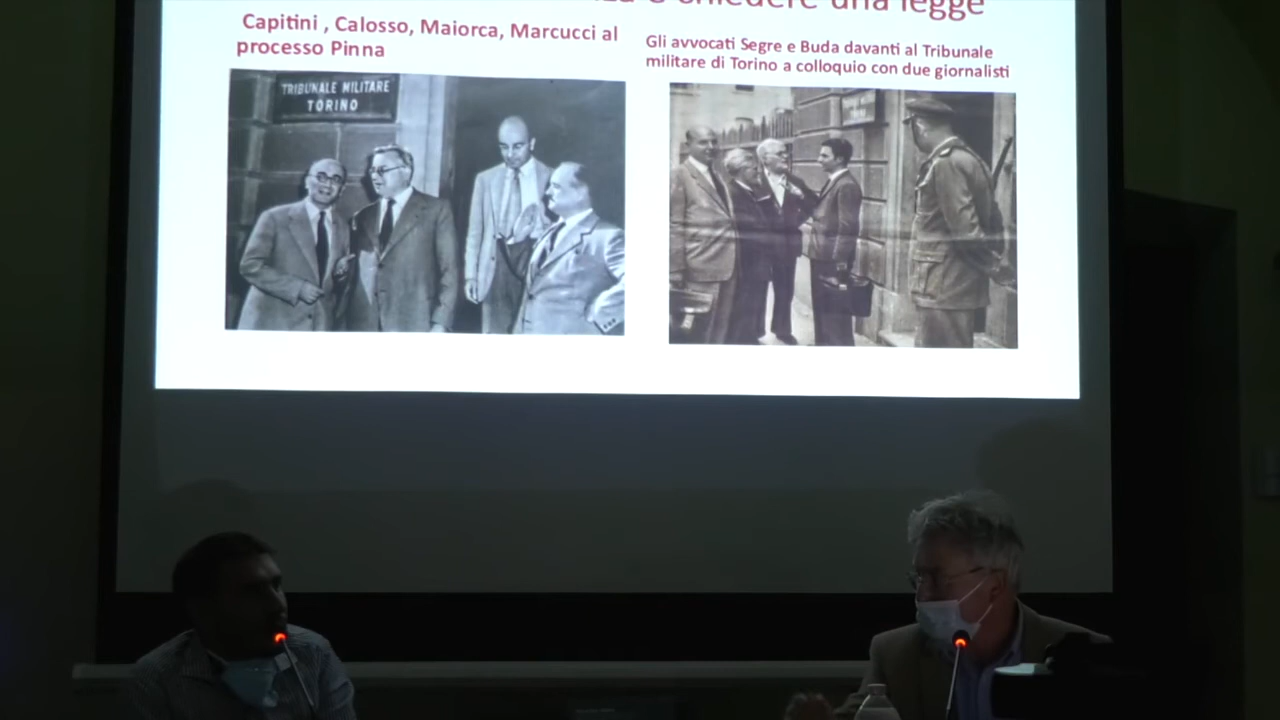 chiedere una legge
Capitini , Calosso, Maiorca, Marcucci al
processo Pinna
Gli avvocati Segre e Buda davanti al Tribunale
militare di Torino a colloquio con due giornalisti
TRIBUNALE MILITARE
TORINO